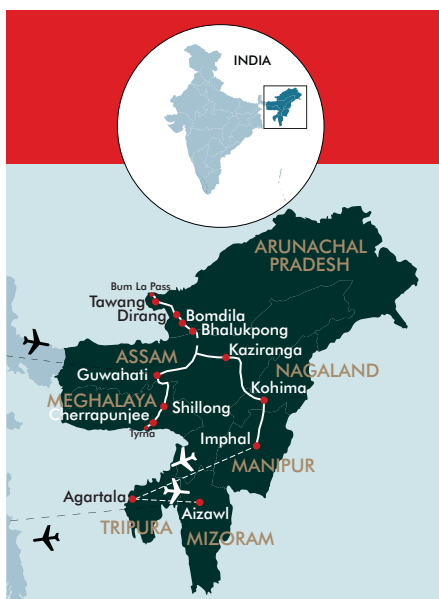 INDIA
ARUNACHAL
PRADESH
Bum La Pass
Tawang
Dirang
Bomdila
Bhalukpong
ASSAM
Kaziranga
Guwahati
NAGALAND
MEGHALAYA
Kohima
Shillong
Cherrapunjee
Tyrna
Imphal
MANIPUR
Agartala
Aizawl
TRIPURA
MIZORAM